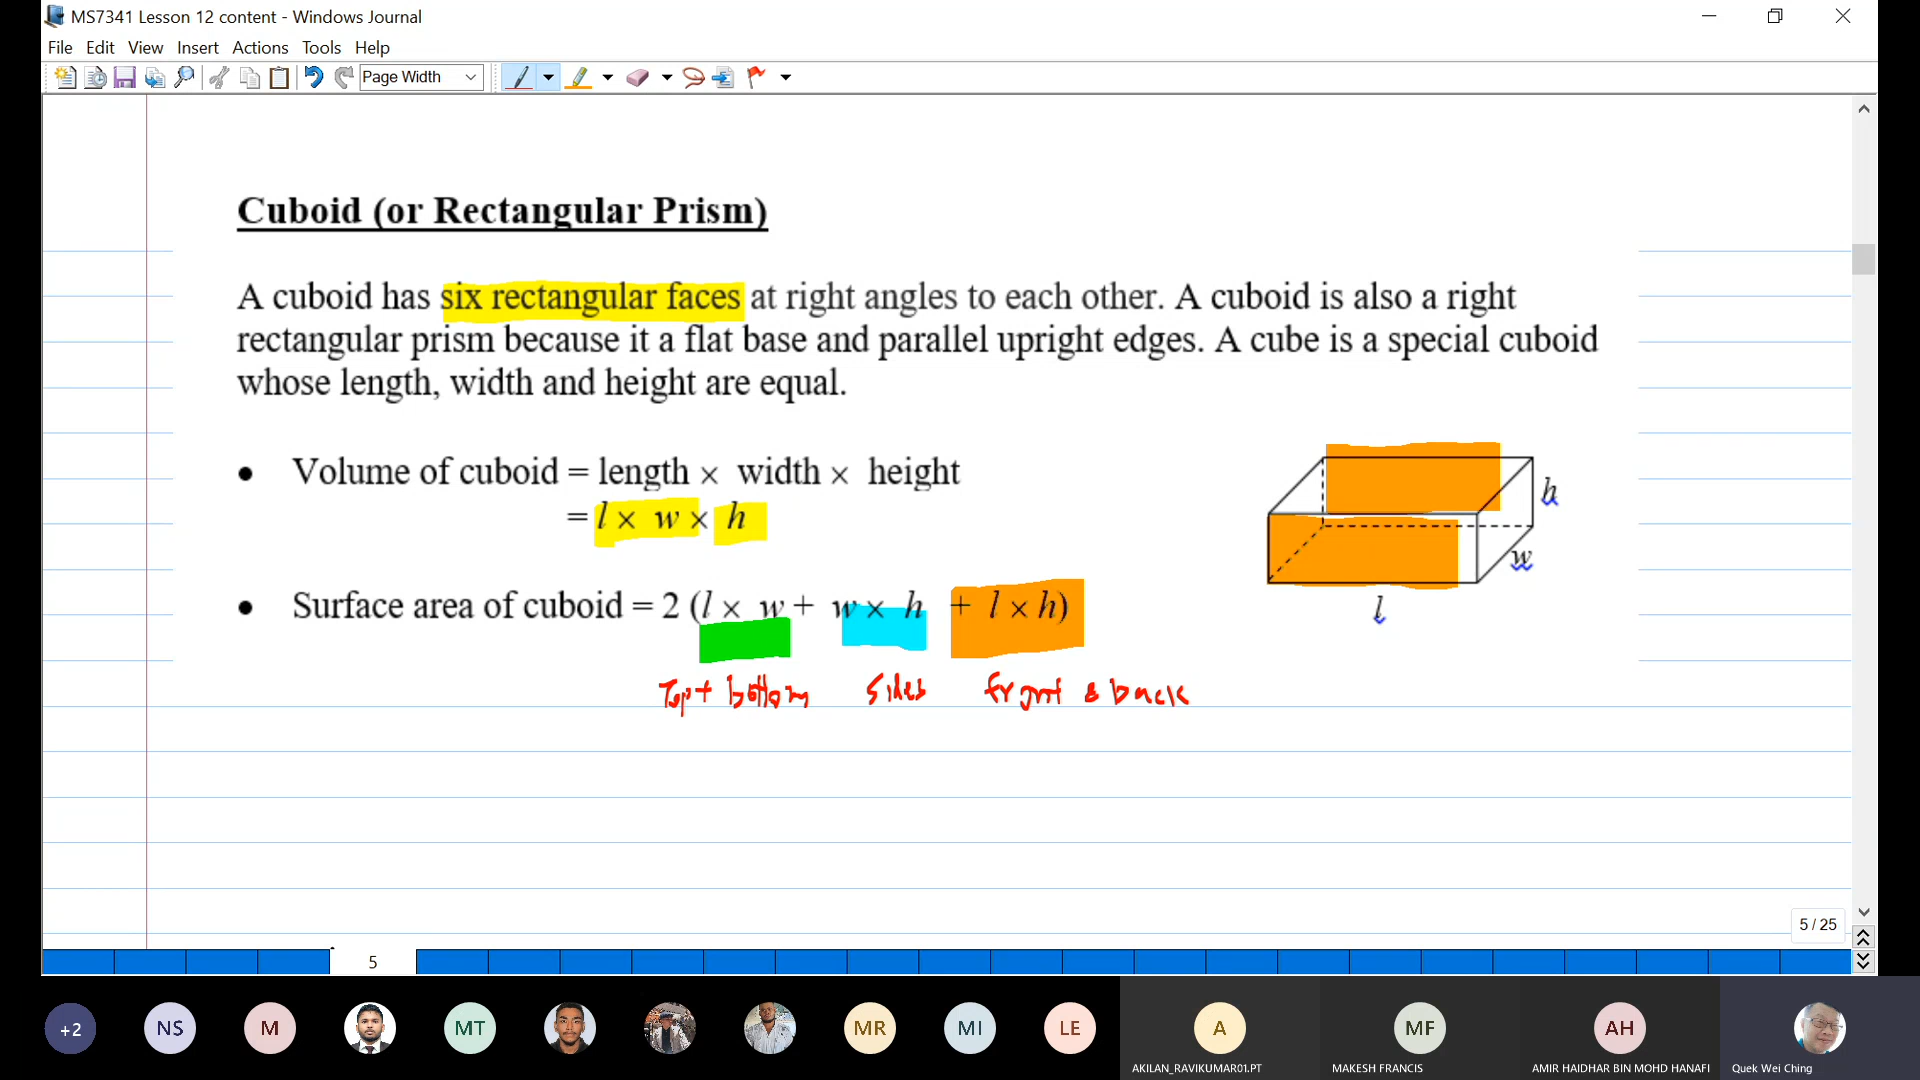 MS7341 Lesson 12 content - Windows Journal
File Edit View Insert Actions Tools Help
Page Width
Cuboid (or Rectangular Prism)
A cuboid has six rectangular faces at right angles to each other. A cuboid is also a right
rectangular prism because it a flat base and parallel upright edges. A cube is a special cuboid
whose length, width and height are equal.
• Volume of cuboid = length × width × height
= l × w × h
h
w
l
• Surface area of cuboid = 2 (l × w + w × h + l × h)
Top + bottom sides front & back
5 / 25
5
+2 NS M MT MR MI LE A MF AH
AKILAN_RAVIKUMAR01.PT MAKESH FRANCIS AMIR HAIDHAR BIN MOHD HANAFI Quek Wei Ching